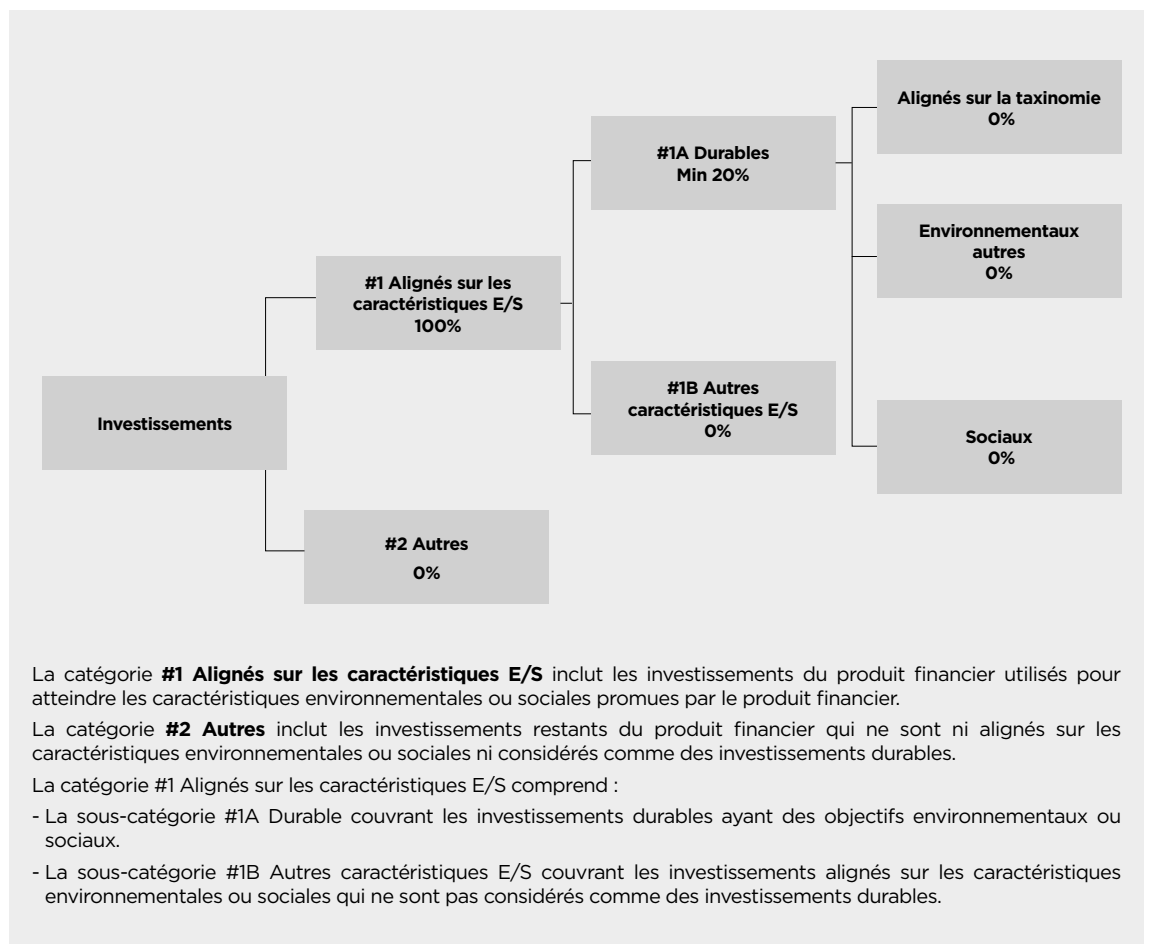 Alignés sur la taxinomie
0%
#1A Durables
Min 20%
Environnementaux
autres
0%
#1 Alignés sur les
caractéristiques E/S
100%
#1B Autres
caractéristiques E/S
0%
Investissements
Sociaux
0%
#2 Autres
0%
La catégorie #1 Alignés sur les caractéristiques E/S inclut les investissements du produit financier utilisés pour
atteindre les caractéristiques environnementales ou sociales promues par le produit financier.
La catégorie #2 Autres inclut les investissements restants du produit financier qui ne sont ni alignés sur les
caractéristiques environnementales ou sociales ni considérés comme des investissements durables.
La catégorie #1 Alignés sur les caractéristiques E/S comprend :
- La sous-catégorie #1A Durable couvrant les investissements durables ayant des objectifs environnementaux ou
sociaux.
- La sous-catégorie #1B Autres caractéristiques E/S couvrant les investissements alignés sur les caractéristiques
environnementales ou sociales qui ne sont pas considérés comme des investissements durables.